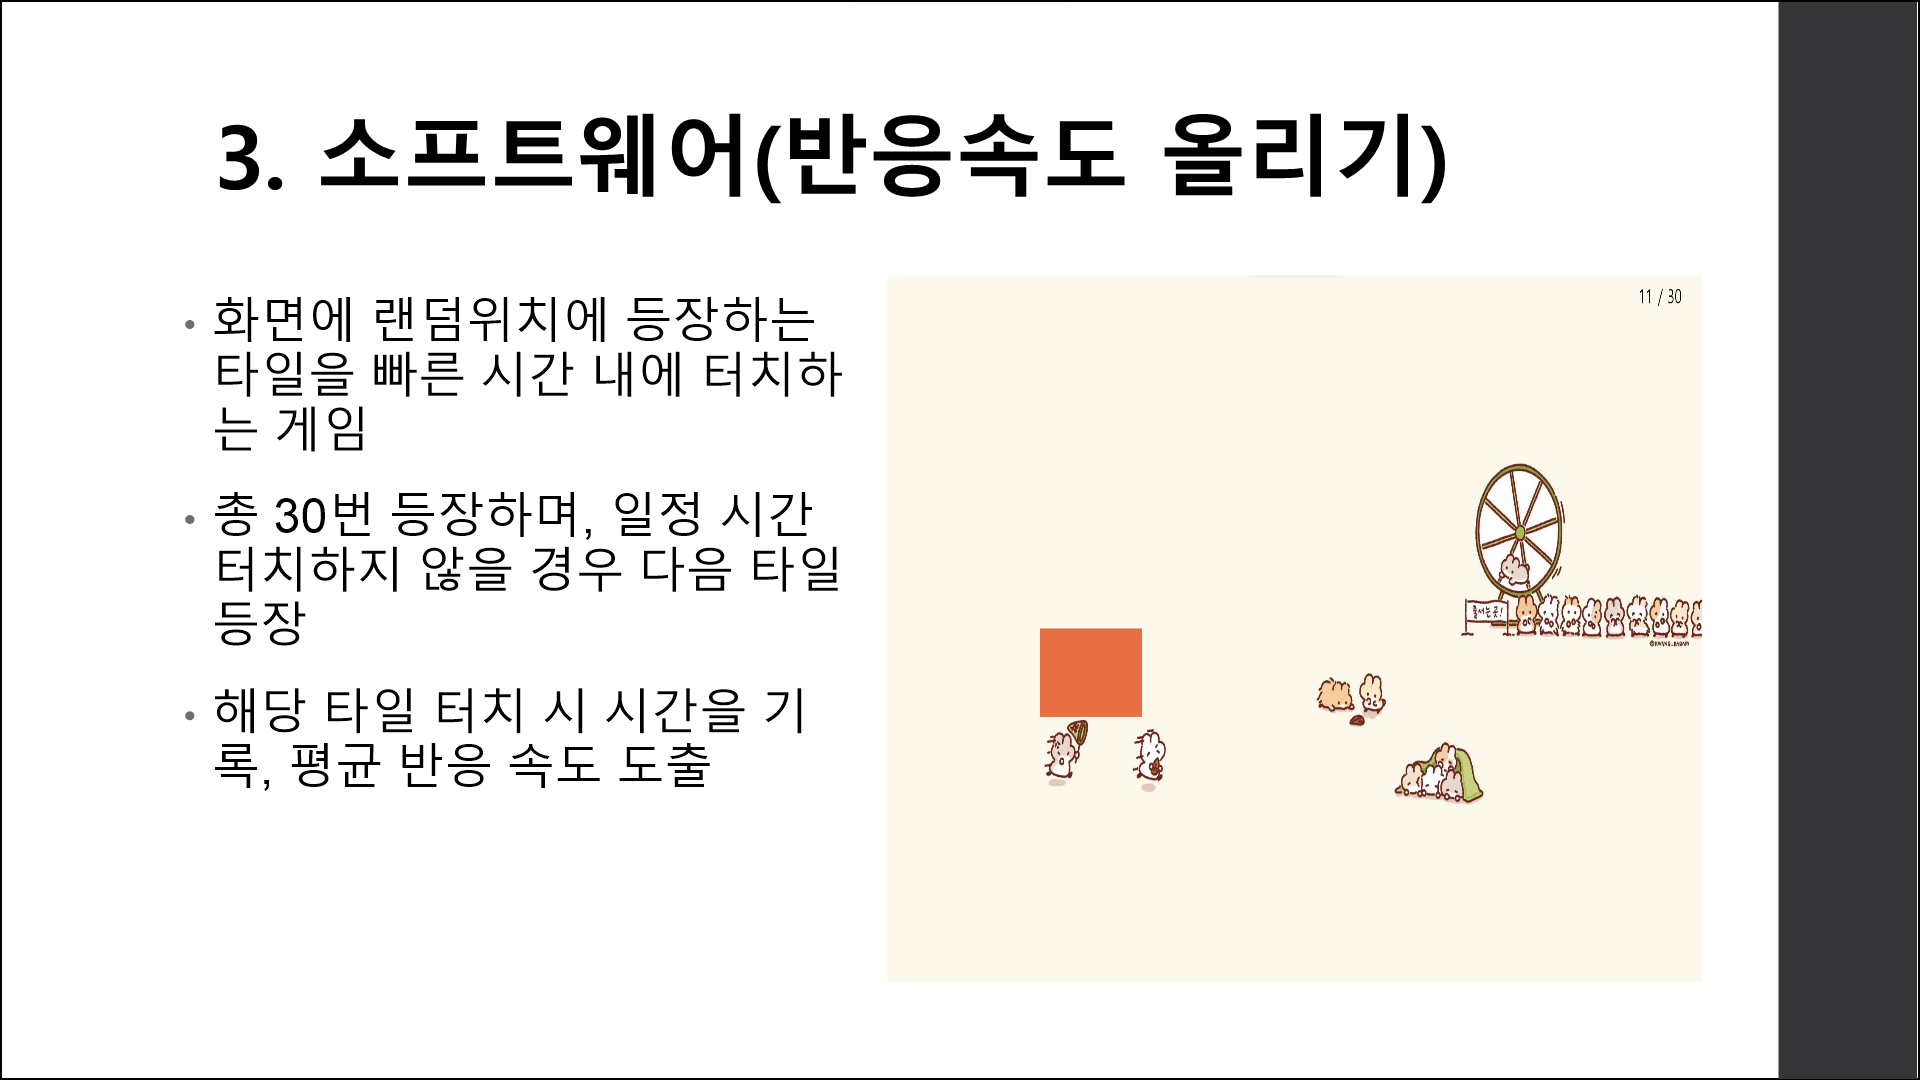 3. 소프트웨어(반응속도 올리기)
• 화면에 랜덤위치에 등장하는
타일을 빠른 시간 내에 터치하
는 게임
• 총 30번 등장하며, 일정 시간
터치하지 않을 경우 다음 타일
등장
• 해당 타일 터치 시 시간을 기
록, 평균 반응 속도 도출
11 / 30
줄서는 곳!